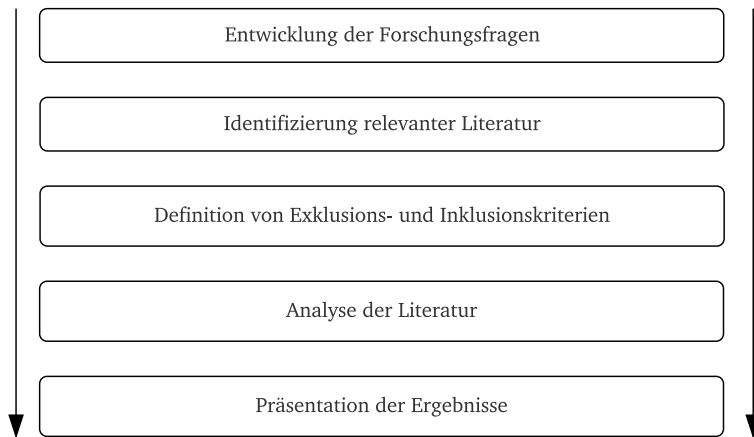 Entwicklung der Forschungsfragen
Identifizierung relevanter Literatur
Definition von Exklusions- und Inklusionskriterien
Analyse der Literatur
Präsentation der Ergebnisse